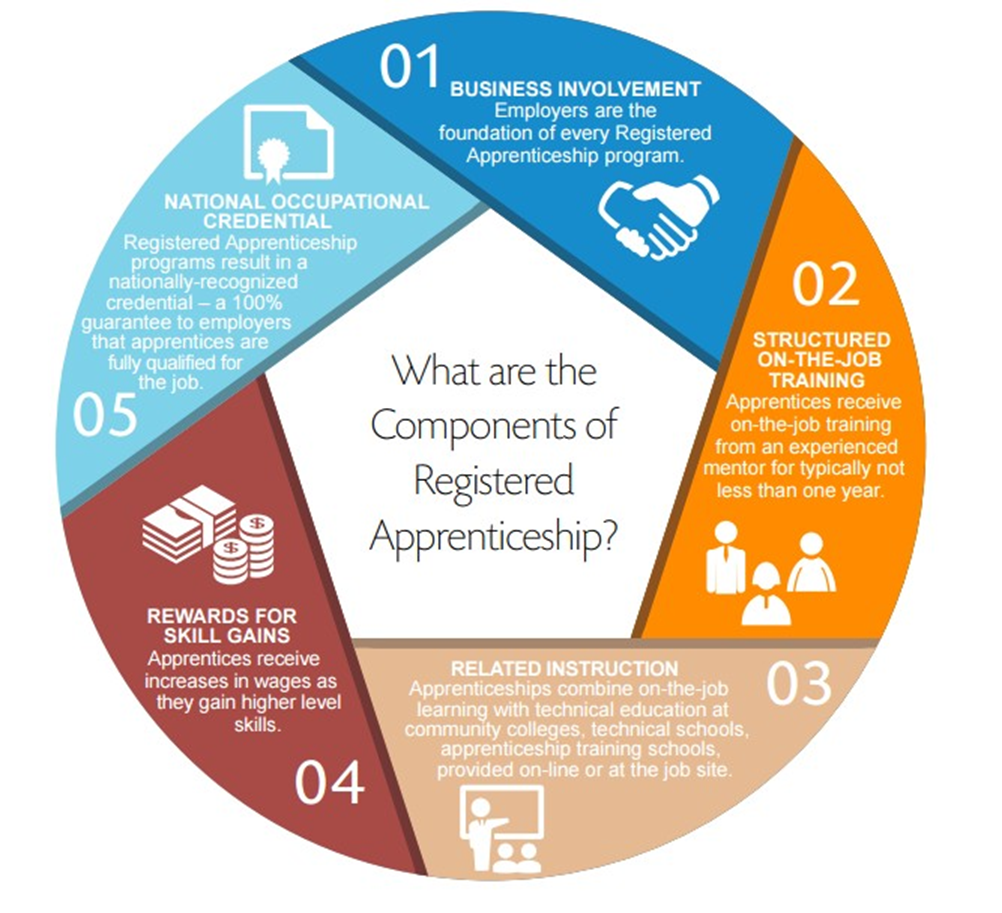 01
BUSINESS INVOLVEMENT
Employers are the
foundation of every Registered
Apprenticeship program.
02
STRUCTURED
ON-THE-JOB
TRAINING
Apprentices receive
on-the-job training
from an experienced
mentor for typically not
less than one year.
03
RELATED INSTRUCTION
Apprenticeships combine on-the-job
learning with technical education at
community colleges, technical schools,
apprenticeship training schools,
provided on-line or at the job site.
04
REWARDS FOR
SKILL GAINS
Apprentices receive
increases in wages as
they gain higher level
skills.
$
$
05
NATIONAL OCCUPATIONAL
CREDENTIAL
Registered Apprenticeship
programs result in a
nationally-recognized
credential – a 100%
guarantee to employers
that apprentices are
fully qualified for
the job.
What are the
Components of
Registered
Apprenticeship?